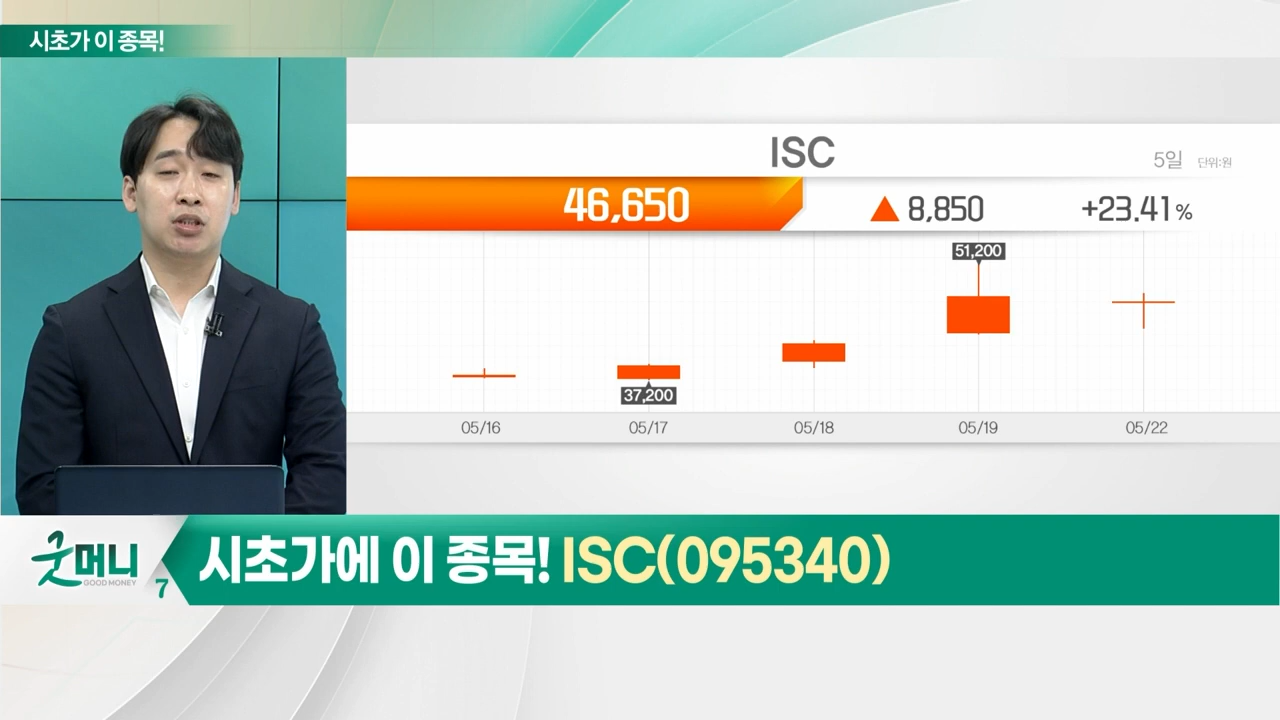 시초가 이 종목!
ISC
5일 단위:원
46,650 ▲ 8,850 +23.41%
51,200
37,200
05/16 05/17 05/18 05/19 05/22
굿머니
GOOD MONEY
7
시초가에 이 종목! ISC(095340)